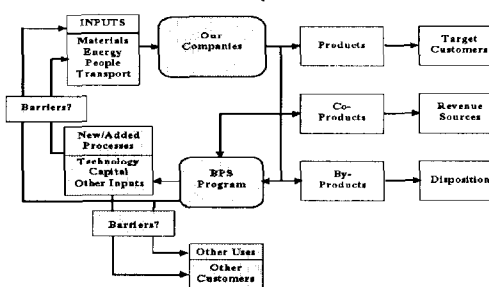 INPUTS
Materials
Energy
People
Transport
Our
Companies
Products
Target
Customers
Barriers?
Co-
Products
Revenue
Sources
New/Added
Processes
Technology
Capital
Other Inputs
BPS
Program
By-
Products
Disposition
Barriers?
Other Uses
Other
Customers